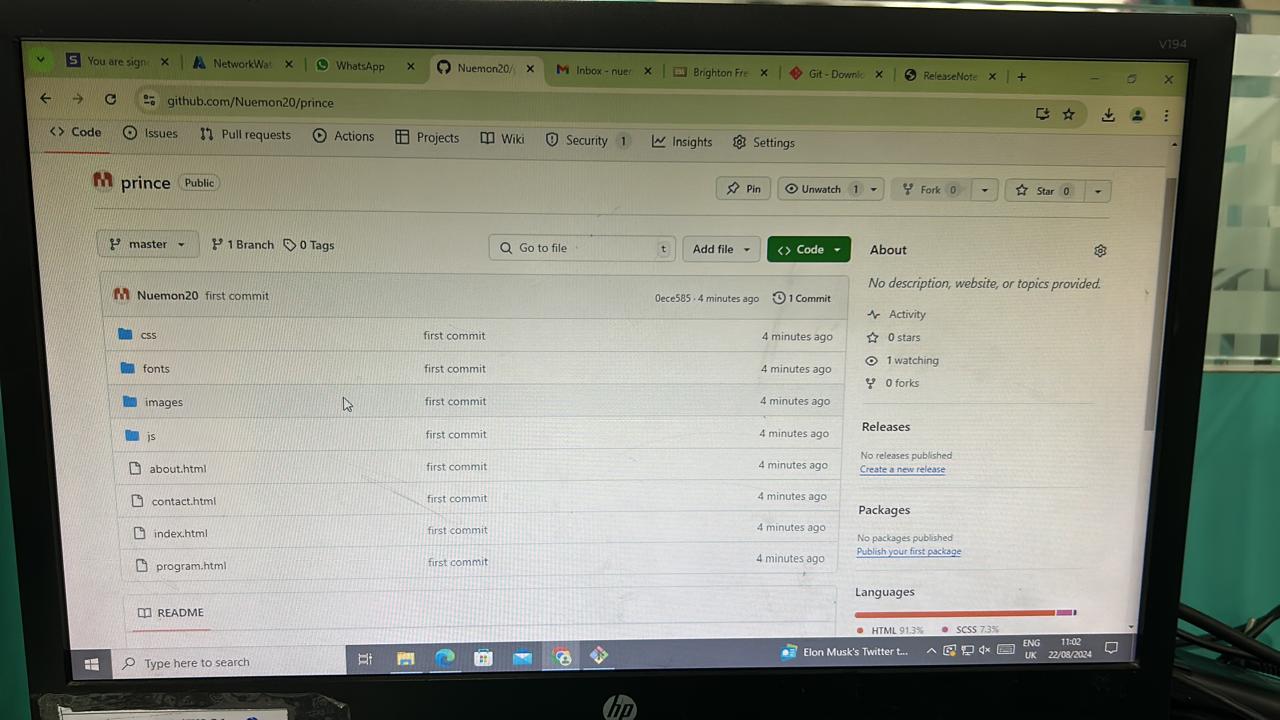 V194
You are sign
NetworkWat
WhatsApp
Nuemon20/
Inbox - nuer
Brighton Fre
Git - Downlo
ReleaseNote
github.com/Nuemon20/prince
Code
Issues
Pull requests
Actions
Projects
Wiki
Security 1
Insights
Settings
prince Public
Pin
Unwatch 1
Fork 0
Star 0
master
1 Branch
0 Tags
Go to file t
Add file
Code
About
No description, website, or topics provided.
Nuemon20 first commit
0ece585 · 4 minutes ago
1 Commit
css first commit 4 minutes ago
fonts first commit 4 minutes ago
images first commit 4 minutes ago
js first commit 4 minutes ago
about.html first commit 4 minutes ago
contact.html first commit 4 minutes ago
index.html first commit 4 minutes ago
program.html first commit 4 minutes ago
README
Activity
0 stars
1 watching
0 forks
Releases
No releases published
Create a new release
Packages
No packages published
Publish your first package
Languages
HTML 91.3% SCSS 7.3%
Type here to search
Elon Musk's Twitter t...
ENG
UK
11:02
22/08/2024
hp